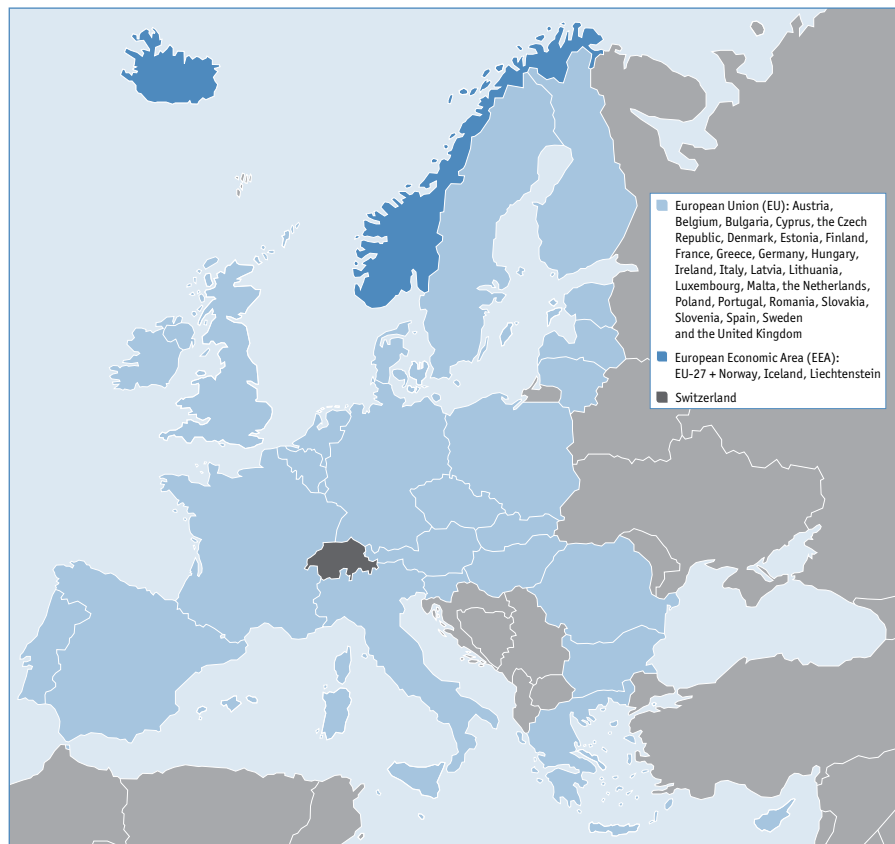 European Union (EU): Austria,
Belgium, Bulgaria, Cyprus, the Czech
Republic, Denmark, Estonia, Finland,
France, Greece, Germany, Hungary,
Ireland, Italy, Latvia, Lithuania,
Luxembourg, Malta, the Netherlands,
Poland, Portugal, Romania, Slovakia,
Slovenia, Spain, Sweden
and the United Kingdom
European Economic Area (EEA):
EU-27 + Norway, Iceland, Liechtenstein
Switzerland